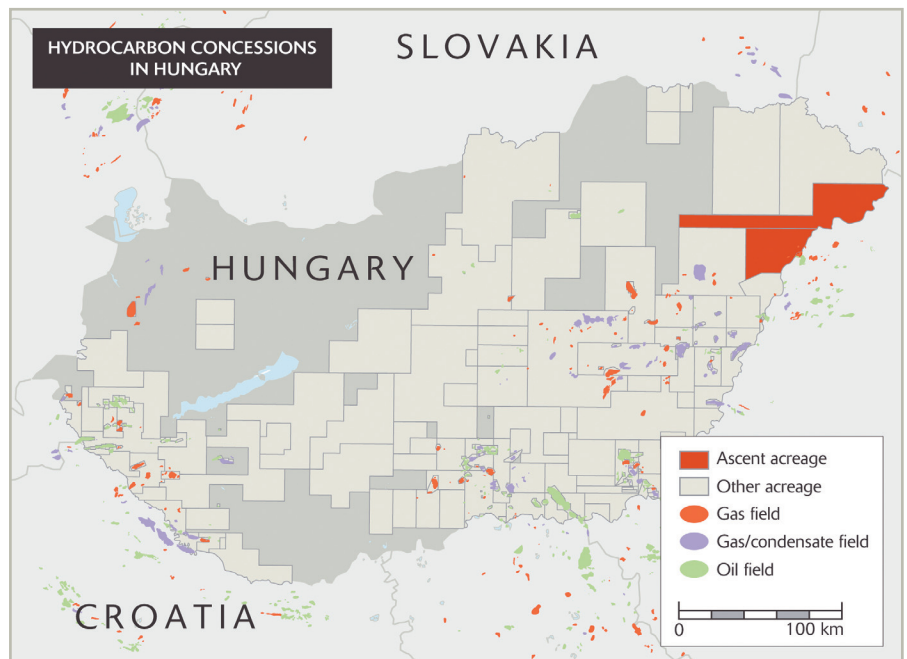 HYDROCARBON CONCESSIONS
IN HUNGARY
SLOVAKIA
HUNGARY
CROATIA
Ascent acreage
Other acreage
Gas field
Gas/condensate field
Oil field
0 100 km